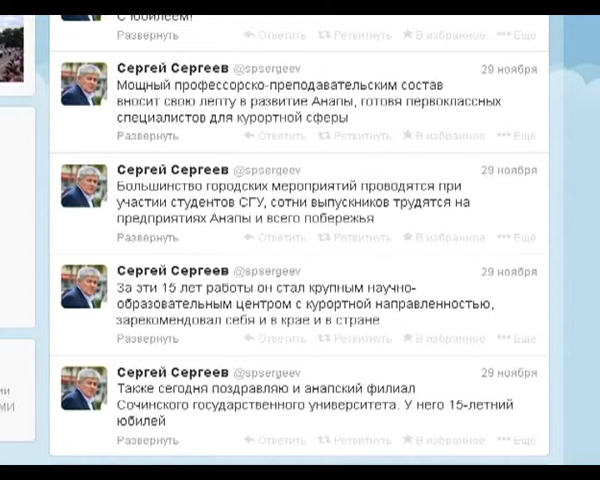 С юбилеем!
Развернуть Ответить Ретвитнуть В избранное Ещё
Сергей Сергеев @spsergeev 29 ноября
Мощный профессорско-преподавательским состав
вносит свою лепту в развитие Анапы, готовя первоклассных
специалистов для курортной сферы
Развернуть Ответить Ретвитнуть В избранное Ещё
Сергей Сергеев @spsergeev 29 ноября
Большинство городских мероприятий проводятся при
участии студентов СГУ, сотни выпускников трудятся на
предприятиях Анапы и всего побережья
Развернуть Ответить Ретвитнуть В избранное Ещё
Сергей Сергеев @spsergeev 29 ноября
За эти 15 лет работы он стал крупным научно-
образовательным центром с курортной направленностью,
зарекомендовал себя и в крае и в стране
Развернуть Ответить Ретвитнуть В избранное Ещё
Сергей Сергеев @spsergeev 29 ноября
Также сегодня поздравляю и анапский филиал
Сочинского государственного университета. У него 15-летний
юбилей
Развернуть Ответить Ретвитнуть В избранное Ещё